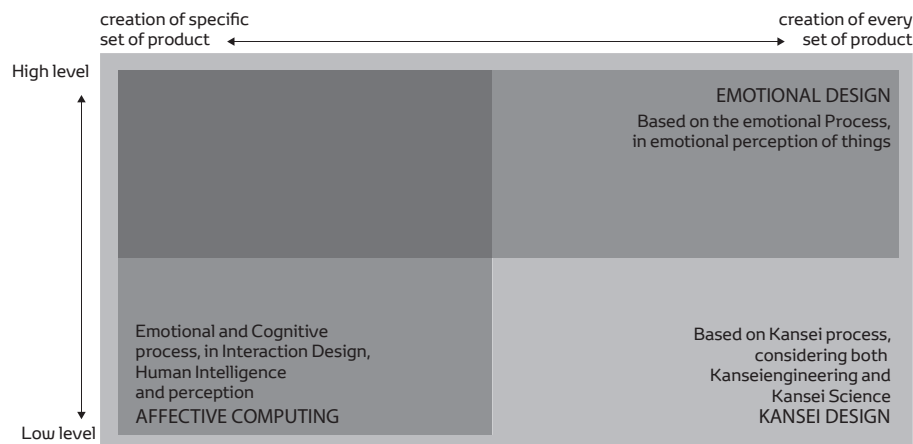 creation of specific
set of product
creation of every
set of product
High level
EMOTIONAL DESIGN
Based on the emotional Process,
in emotional perception of things
Emotional and Cognitive
process, in Interaction Design,
Human Intelligence
and perception
AFFECTIVE COMPUTING
Based on Kansei process,
considering both
Kanseiengineering and
Kansei Science
KANSEI DESIGN
Low level